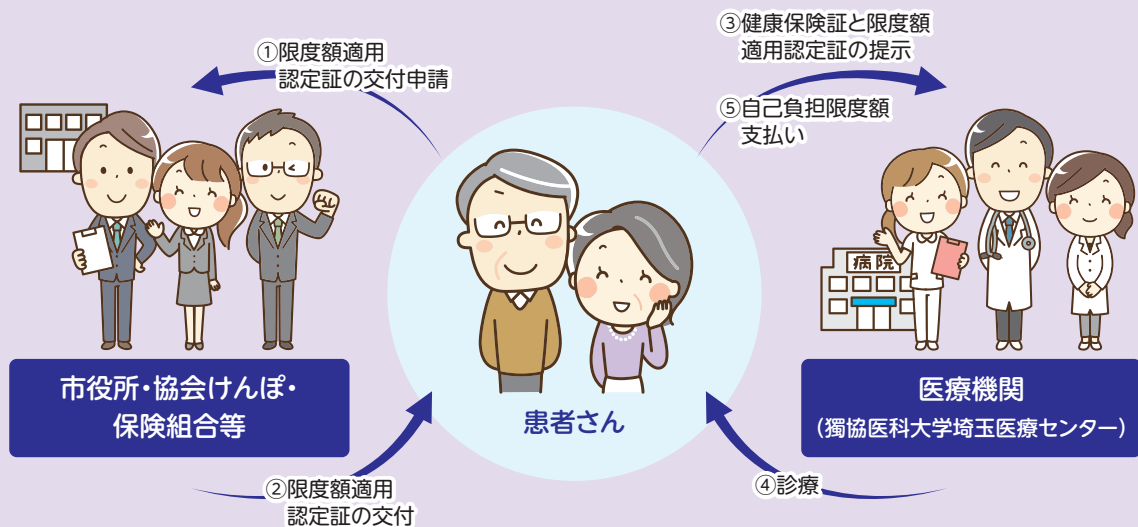 ①限度額適用
認定証の交付申請
③健康保険証と限度額
適用認定証の提示
⑤自己負担限度額
支払い
病院
市役所・協会けんぽ・
保険組合等
患者さん
医療機関
(獨協医科大学埼玉医療センター)
②限度額適用
認定証の交付
④診療